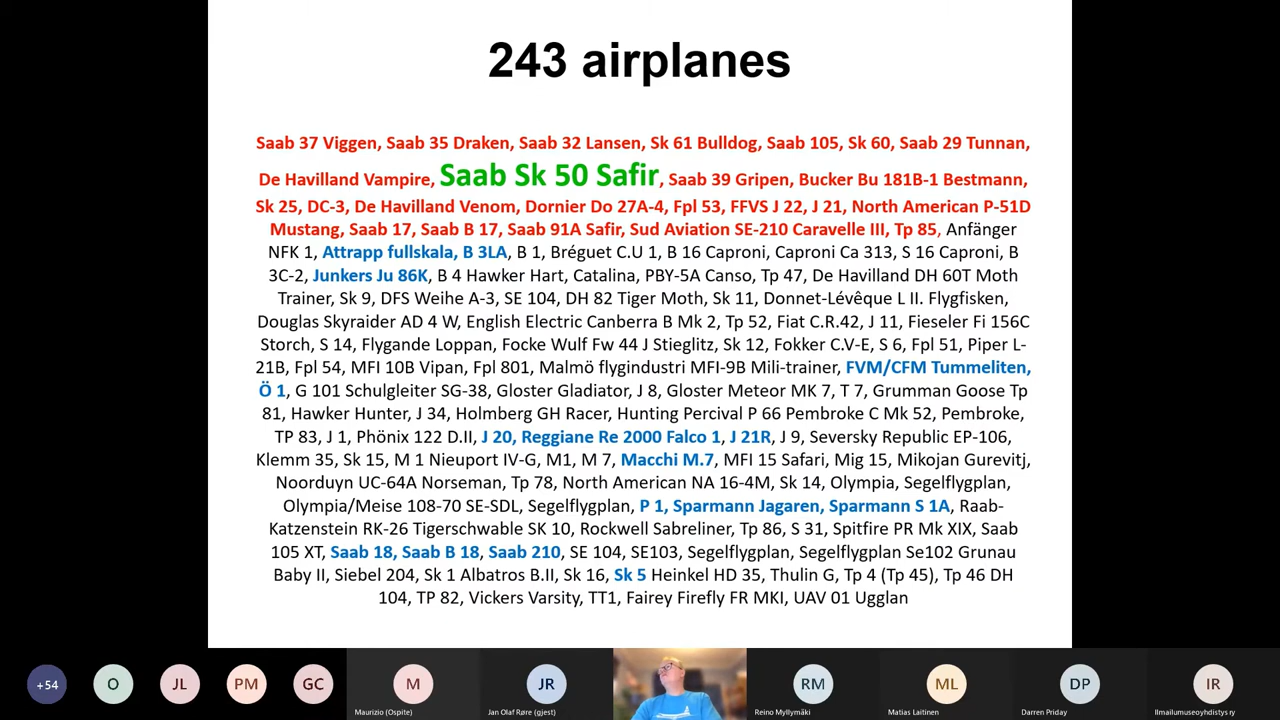 243 airplanes
Saab 37 Viggen, Saab 35 Draken, Saab 32 Lansen, Sk 61 Bulldog, Saab 105, Sk 60, Saab 29 Tunnan,
De Havilland Vampire, Saab Sk 50 Safir, Saab 39 Gripen, Bucker Bu 181B-1 Bestmann,
Sk 25, DC-3, De Havilland Venom, Dornier Do 27A-4, Fpl 53, FFVS J 22, J 21, North American P-51D
Mustang, Saab 17, Saab B 17, Saab 91A Safir, Sud Aviation SE-210 Caravelle III, Tp 85, Anfänger
NFK 1, Attrapp fullskala, B 3LA, B 1, Bréguet C.U 1, B 16 Caproni, Caproni Ca 313, S 16 Caproni, B
3C-2, Junkers Ju 86K, B 4 Hawker Hart, Catalina, PBY-5A Canso, Tp 47, De Havilland DH 60T Moth
Trainer, Sk 9, DFS Weihe A-3, SE 104, DH 82 Tiger Moth, Sk 11, Donnet-Lévêque L II. Flygfisken,
Douglas Skyraider AD 4 W, English Electric Canberra B Mk 2, Tp 52, Fiat C.R.42, J 11, Fieseler Fi 156C
Storch, S 14, Flygande Loppan, Focke Wulf Fw 44 J Stieglitz, Sk 12, Fokker C.V-E, S 6, Fpl 51, Piper L-
21B, Fpl 54, MFI 10B Vipan, Fpl 801, Malmö flygindustri MFI-9B Mili-trainer, FVM/CFM Tummeliten,
Ö 1, G 101 Schulgleiter SG-38, Gloster Gladiator, J 8, Gloster Meteor MK 7, T 7, Grumman Goose Tp
81, Hawker Hunter, J 34, Holmberg GH Racer, Hunting Percival P 66 Pembroke C Mk 52, Pembroke,
TP 83, J 1, Phönix 122 D.II, J 20, Reggiane Re 2000 Falco 1, J 21R, J 9, Seversky Republic EP-106,
Klemm 35, Sk 15, M 1 Nieuport IV-G, M1, M 7, Macchi M.7, MFI 15 Safari, Mig 15, Mikojan Gurevitj,
Noorduyn UC-64A Norseman, Tp 78, North American NA 16-4M, Sk 14, Olympia, Segelflygplan,
Olympia/Meise 108-70 SE-SDL, Segelflygplan, P 1, Sparmann Jagaren, Sparmann S 1A, Raab-
Katzenstein RK-26 Tigerschwable SK 10, Rockwell Sabreliner, Tp 86, S 31, Spitfire PR Mk XIX, Saab
105 XT, Saab 18, Saab B 18, Saab 210, SE 104, SE103, Segelflygplan, Segelflygplan Se102 Grunau
Baby II, Siebel 204, Sk 1 Albatros B.II, Sk 16, Sk 5 Heinkel HD 35, Thulin G, Tp 4 (Tp 45), Tp 46 DH
104, TP 82, Vickers Varsity, TT1, Fairey Firefly FR MKI, UAV 01 Ugglan
+54 O JL PM GC M JR RM ML DP IR
Maurizio (Ospite) Jan Olaf Røre (gjest) Reino Myllymäki Matias Laitinen Darren Priday Ilmailumuseoyhdistys ry